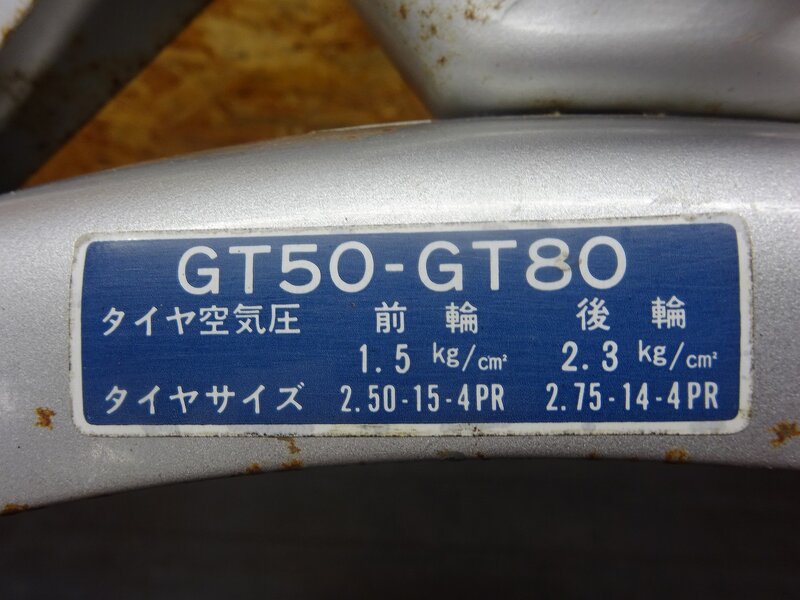 GT50-GT80
タイヤ空気圧 前輪 後輪
1.5 kg/cm² 2.3 kg/cm²
タイヤサイズ 2.50-15-4PR 2.75-14-4PR